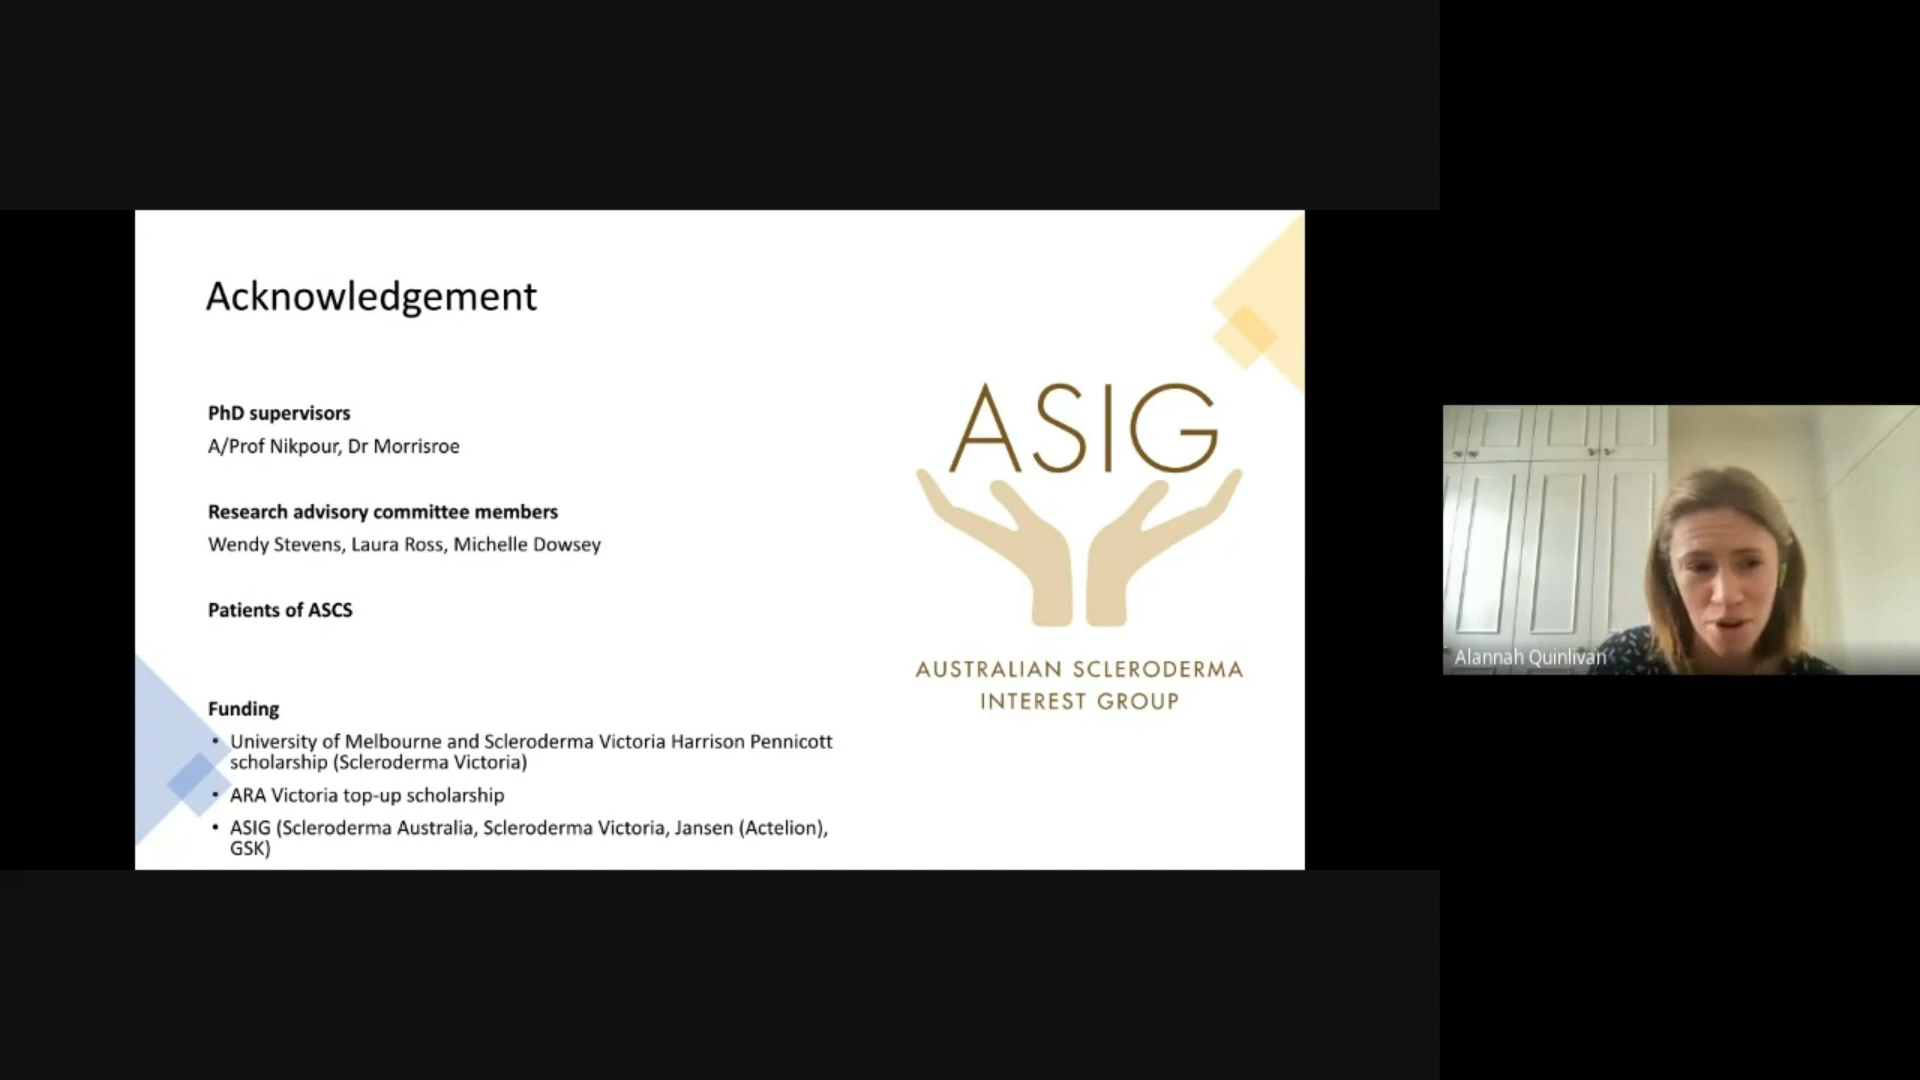 Acknowledgement
PhD supervisors
A/Prof Nikpour, Dr Morrisroe
Research advisory committee members
Wendy Stevens, Laura Ross, Michelle Dowsey
Patients of ASCS
Funding
• University of Melbourne and Scleroderma Victoria Harrison Pennicott
scholarship (Scleroderma Victoria)
• ARA Victoria top-up scholarship
• ASIG (Scleroderma Australia, Scleroderma Victoria, Jansen (Actelion),
GSK)
ASIG
AUSTRALIAN SCLERODERMA
INTEREST GROUP
Alannah Quinlivan